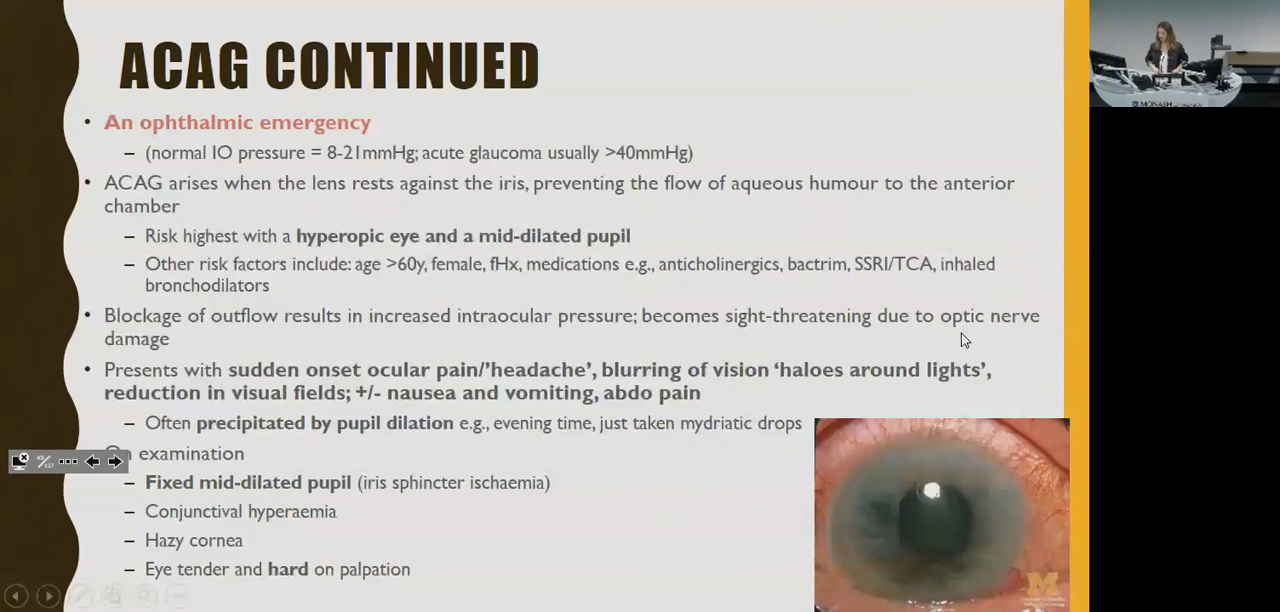 ACAG CONTINUED
• An ophthalmic emergency
– (normal IO pressure = 8-21mmHg; acute glaucoma usually >40mmHg)
• ACAG arises when the lens rests against the iris, preventing the flow of aqueous humour to the anterior
chamber
– Risk highest with a hyperopic eye and a mid-dilated pupil
– Other risk factors include: age >60y, female, fHx, medications e.g., anticholinergics, bactrim, SSRI/TCA, inhaled
bronchodilators
• Blockage of outflow results in increased intraocular pressure; becomes sight-threatening due to optic nerve
damage
• Presents with sudden onset ocular pain/’headache’, blurring of vision ‘haloes around lights’,
reduction in visual fields; +/- nausea and vomiting, abdo pain
– Often precipitated by pupil dilation e.g., evening time, just taken mydriatic drops
examination
– Fixed mid-dilated pupil (iris sphincter ischaemia)
– Conjunctival hyperaemia
– Hazy cornea
– Eye tender and hard on palpation
MONASH
M